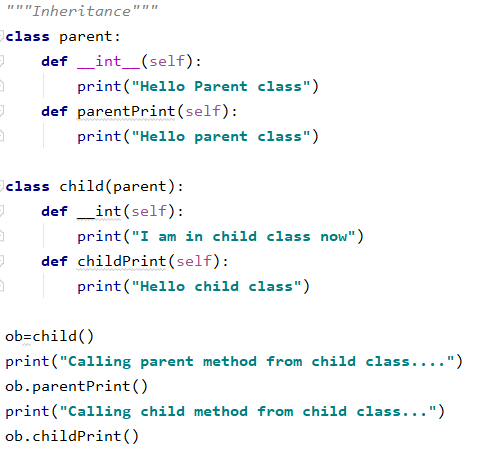 """Inheritance"""
class parent:
    def __int__(self):
        print("Hello Parent class")
    def parentPrint(self):
        print("Hello parent class")

class child(parent):
    def __int(self):
        print("I am in child class now")
    def childPrint(self):
        print("Hello child class")

ob=child()
print("Calling parent method from child class....")
ob.parentPrint()
print("Calling child method from child class...")
ob.childPrint()